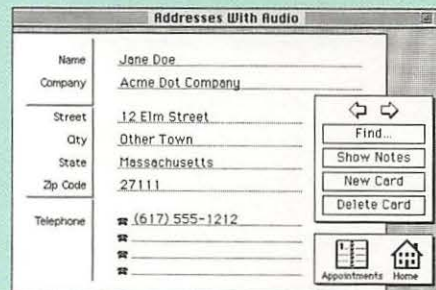 Addresses With Audio
Name Jane Doe
Company Acme Dot Company
Street 12 Elm Street
City Other Town
State Massachusetts
Zip Code 27111
Telephone (617) 555-1212
Find...
Show Notes
New Card
Delete Card
Appointments Home